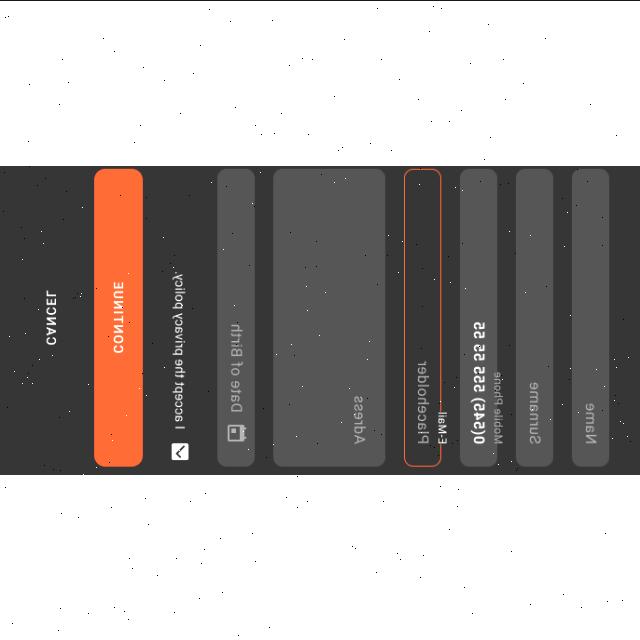 Name
Surname
Mobile Phone
0(545) 555 55 55
E-Mail
Placeholder
Adress
Date of Birth
I accept the privacy policy.
CONTINUE
CANCEL